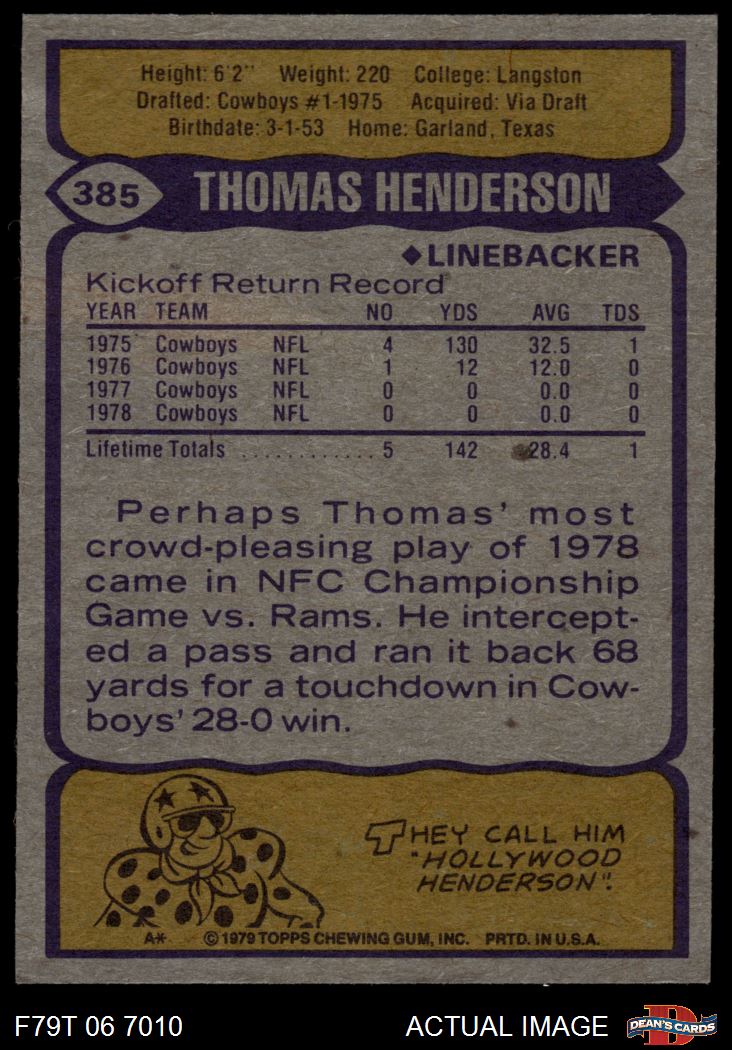 Height: 6'2" Weight: 220 College: Langston
Drafted: Cowboys #1-1975 Acquired: Via Draft
Birthdate: 3-1-53 Home: Garland, Texas
385 THOMAS HENDERSON
◆LINEBACKER
Kickoff Return Record
YEAR TEAM NO YDS AVG TDS
1975 Cowboys NFL 4 130 32.5 1
1976 Cowboys NFL 1 12 12.0 0
1977 Cowboys NFL 0 0 0.0 0
1978 Cowboys NFL 0 0 0.0 0
Lifetime Totals ............ 5 142 28.4 1
Perhaps Thomas' most
crowd-pleasing play of 1978
came in NFC Championship
Game vs. Rams. He intercept-
ed a pass and ran it back 68
yards for a touchdown in Cow-
boys' 28-0 win.
THEY CALL HIM
"HOLLYWOOD
HENDERSON".
A* © 1979 TOPPS CHEWING GUM, INC. PRTD. IN U.S.A.
F79T 06 7010 ACTUAL IMAGE D DEAN'S CARDS